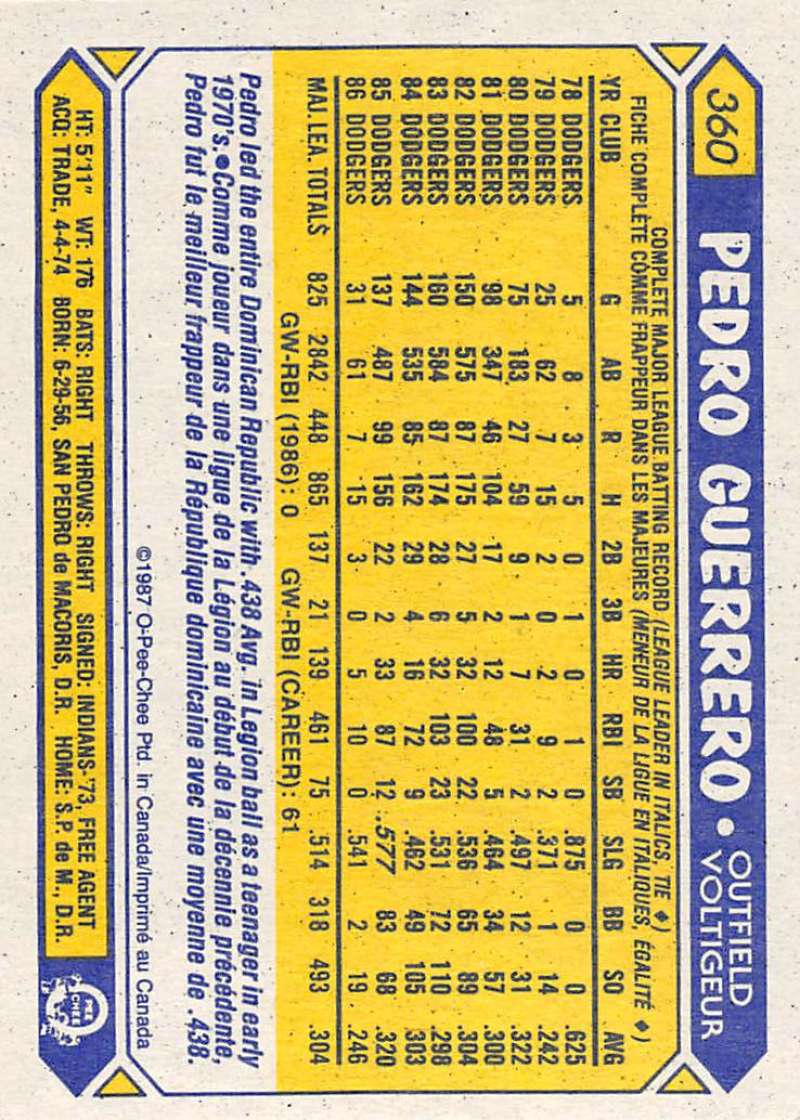 360 PEDRO GUERRERO • OUTFIELD
VOLTIGEUR
COMPLETE MAJOR LEAGUE BATTING RECORD (LEAGUE LEADER IN ITALICS, TIE ♦)
FICHE COMPLÈTE COMME FRAPPEUR DANS LES MAJEURES (MENEUR DE LA LIGUE EN ITALIQUES, ÉGALITÉ ♦)
YR CLUB G AB R H 2B 3B HR RBI SB SLG BB SO AVG
78 DODGERS 5 8 3 5 0 1 0 1 0 .875 0 0 .625
79 DODGERS 25 62 7 15 2 0 2 9 2 .371 1 14 .242
80 DODGERS 75 183 27 59 9 1 7 31 2 .497 12 31 .322
81 DODGERS 98 347 46 104 17 2 12 48 5 .464 34 57 .300
82 DODGERS 150 575 87 175 27 5 32 100 22 .536 65 89 .304
83 DODGERS 160 584 87 174 28 6 32 103 23 .531 72 110 .298
84 DODGERS 144 535 85 162 29 4 16 72 9 .462 49 105 .303
85 DODGERS 137 487 99 156 22 2 33 87 12 .577 83 68 .320
86 DODGERS 31 61 7 15 3 0 5 10 0 .541 2 19 .246
MAJ. LEA. TOTALS 825 2842 448 865 137 21 139 461 75 .514 318 493 .304
GW-RBI (1986): 0 GW-RBI (CAREER): 61
Pedro led the entire Dominican Republic with .438 Avg. in Legion ball as a teenager in early
1970's. • Comme joueur dans une ligue de la Légion au début de la décennie précédente,
Pedro fut le meilleur frappeur de la République dominicaine avec une moyenne de .438.
©1987 O-Pee-Chee Ptd. in Canada/Imprimé au Canada
HT: 5'11" WT: 176 BATS: RIGHT THROWS: RIGHT SIGNED: INDIANS-'73, FREE AGENT
ACQ: TRADE, 4-4-74 BORN: 6-29-56, SAN PEDRO de MACORIS, D.R. HOME: S.P. de M., D.R.
O
PEE
CHEE